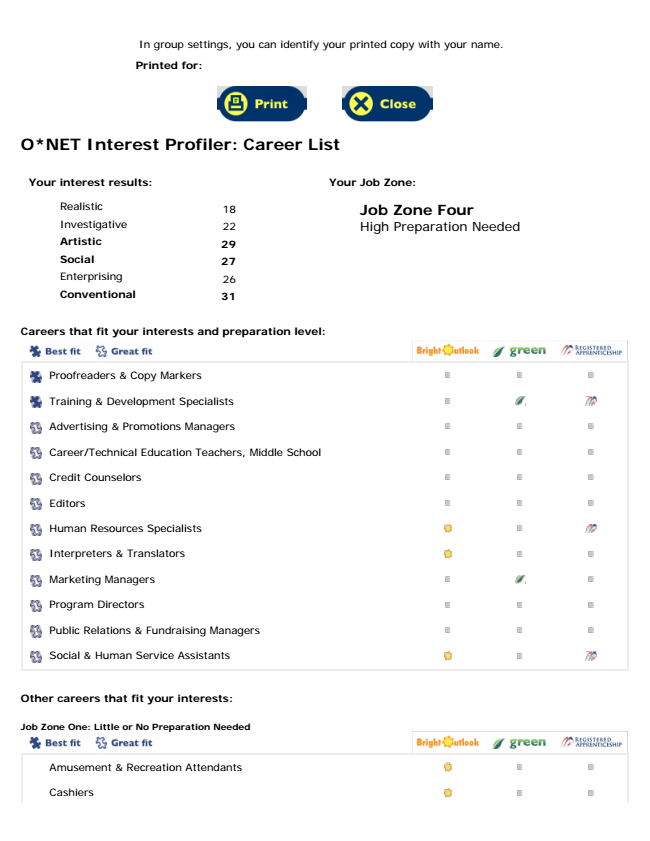 In group settings, you can identify your printed copy with your name.
Printed for:
Print Close
O*NET Interest Profiler: Career List
Your interest results: Your Job Zone:
Realistic 18
Investigative 22
Artistic 29
Social 27
Enterprising 26
Conventional 31
Job Zone Four
High Preparation Needed
Careers that fit your interests and preparation level:
Best fit Great fit Bright Outlook green REGISTERED APPRENTICESHIP
Proofreaders & Copy Markers
Training & Development Specialists
Advertising & Promotions Managers
Career/Technical Education Teachers, Middle School
Credit Counselors
Editors
Human Resources Specialists
Interpreters & Translators
Marketing Managers
Program Directors
Public Relations & Fundraising Managers
Social & Human Service Assistants
Other careers that fit your interests:
Job Zone One: Little or No Preparation Needed
Best fit Great fit Bright Outlook green REGISTERED APPRENTICESHIP
Amusement & Recreation Attendants
Cashiers